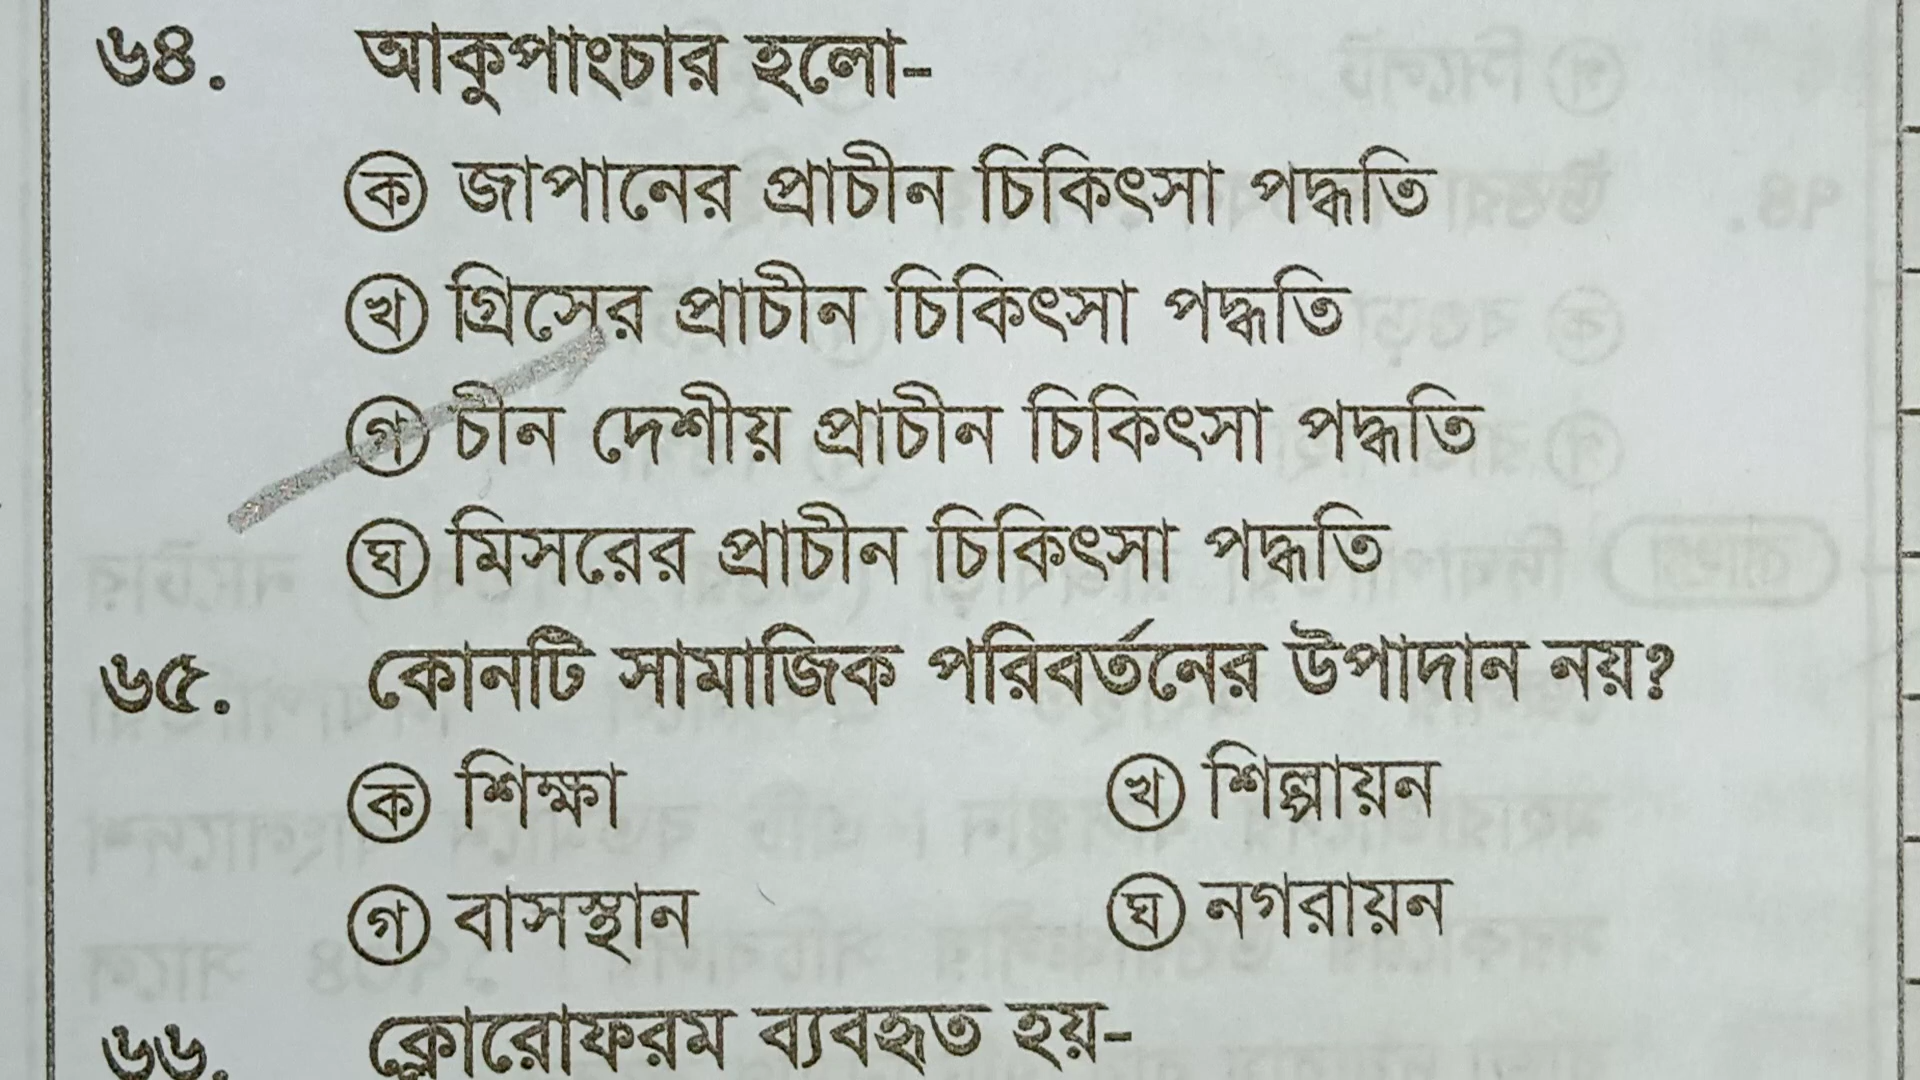 ৬৪. আকুপাংচার হলো-
ক জাপানের প্রাচীন চিকিৎসা পদ্ধতি
খ গ্রিসের প্রাচীন চিকিৎসা পদ্ধতি
গ চীন দেশীয় প্রাচীন চিকিৎসা পদ্ধতি
ঘ মিসরের প্রাচীন চিকিৎসা পদ্ধতি
৬৫. কোনটি সামাজিক পরিবর্তনের উপাদান নয়?
ক শিক্ষা খ শিল্পায়ন
গ বাসস্থান ঘ নগরায়ন
৬৬. ক্লোরোফরম ব্যবহৃত হয়-